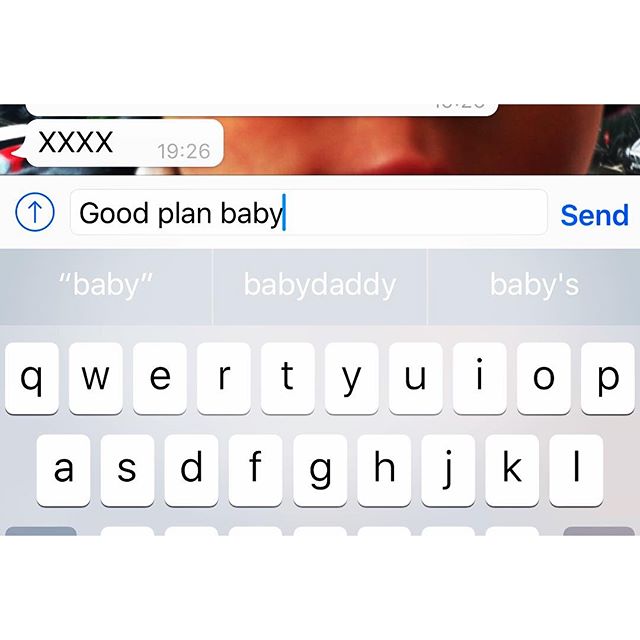 XXXX
19:26
Good plan baby
Send
“baby”
babydaddy
baby's
q w e r t y u i o p
a s d f g h j k l